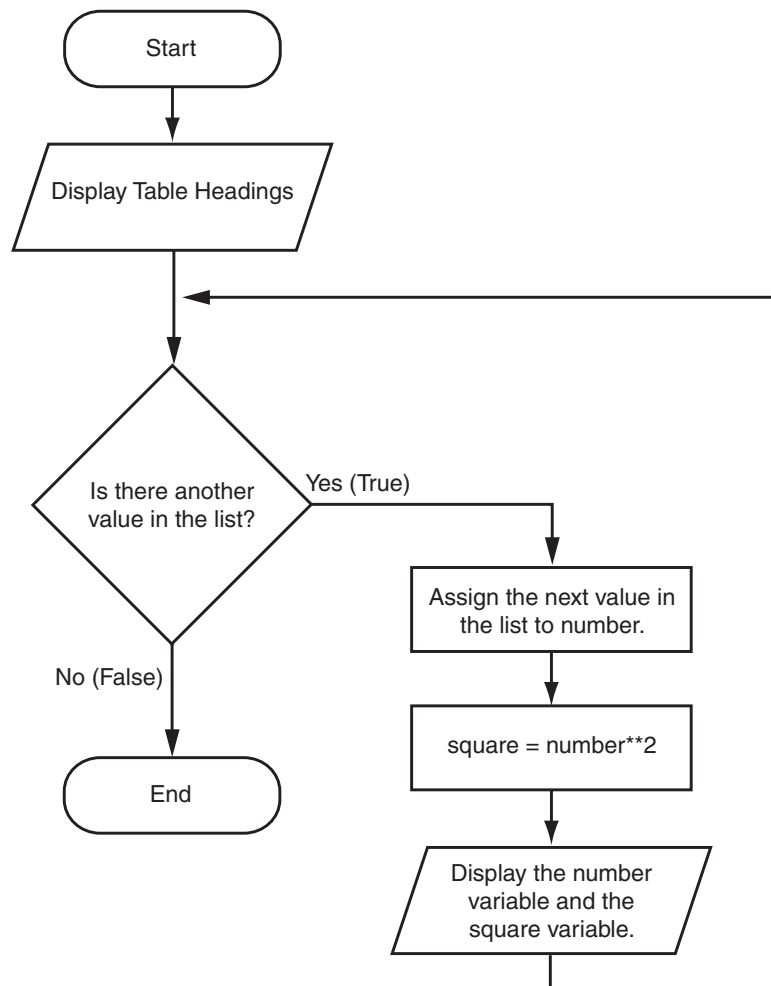 Start
Display Table Headings
Is there another
value in the list?
Yes (True)
Assign the next value in
the list to number.
No (False)
square = number**2
End
Display the number
variable and the
square variable.